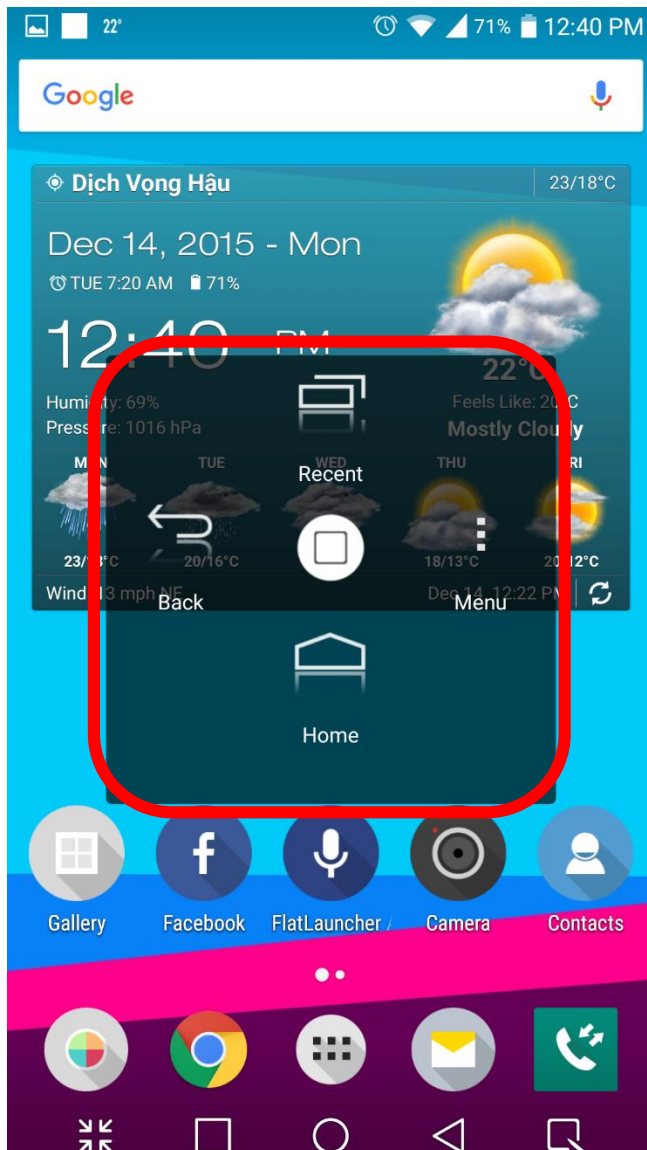 22°
71% 12:40 PM
Google
Dịch Vọng Hậu 23/18°C
Dec 14, 2015 - Mon
TUE 7:20 AM 71%
12:40 PM
22°C
Humidity: 69% Feels Like: 20°C
Pressure: 1016 hPa Mostly Cloudy
MON TUE WED THU FRI
Recent
23/18°C 20/16°C 18/13°C 20/12°C
Wind: 13 mph NE Dec 14, 12:22 PM
Back Menu
Home
Gallery Facebook FlatLauncher Camera Contacts